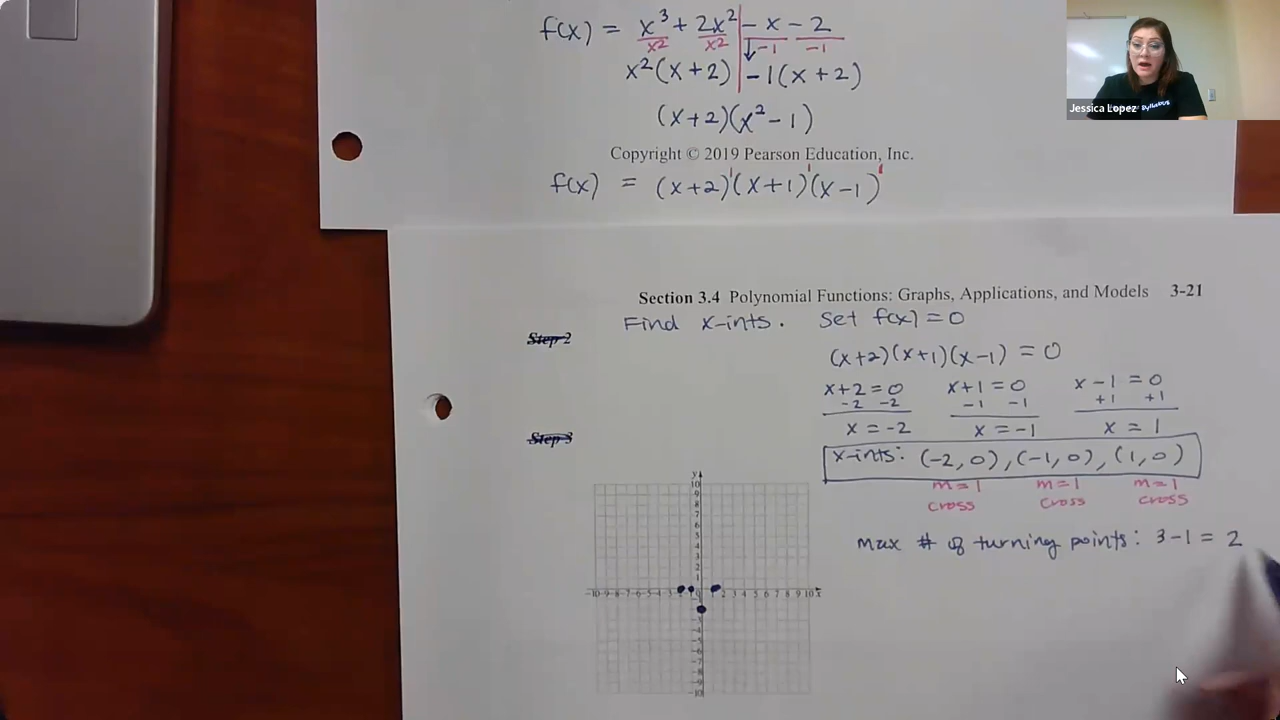 f(x) = x³ + 2x² - x - 2
x2 x2 -1 -1
x²(x+2) -1(x+2)
Jessica Lopez
Syllabus
(x+2)(x²-1)
Copyright © 2019 Pearson Education, Inc.
f(x) = (x+2)¹(x+1)¹(x-1)¹
Section 3.4 Polynomial Functions: Graphs, Applications, and Models 3-21
Find x-ints. Set f(x) = 0
Step 2
(x+2)(x+1)(x-1) = 0
x+2=0 x+1=0 x-1=0
-2 -2 -1 -1 +1 +1
x = -2 x = -1 x = 1
Step 3
x-ints: (-2, 0), (-1, 0), (1, 0)
m=1 m=1 m=1
cross cross cross
max # of turning points: 3-1 = 2